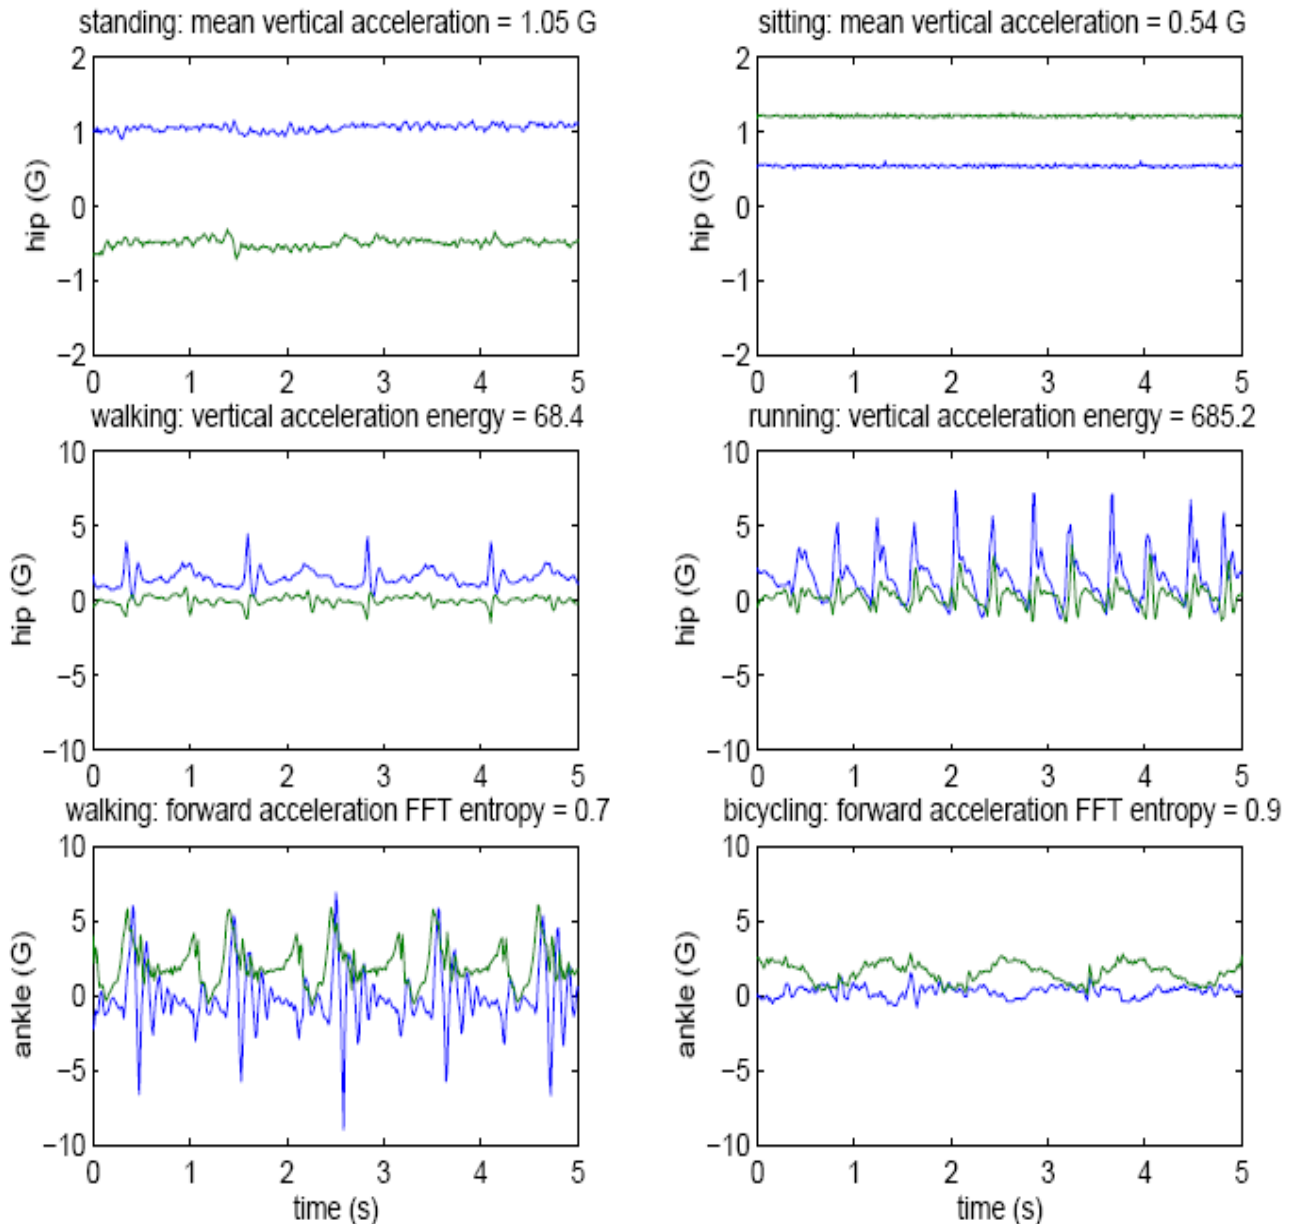 standing: mean vertical acceleration = 1.05 G
sitting: mean vertical acceleration = 0.54 G
2
1
0
−1
−2
hip (G)
0 1 2 3 4 5
2
1
0
−1
−2
hip (G)
0 1 2 3 4 5
walking: vertical acceleration energy = 68.4
running: vertical acceleration energy = 685.2
10
5
0
−5
−10
hip (G)
0 1 2 3 4 5
10
5
0
−5
−10
hip (G)
0 1 2 3 4 5
walking: forward acceleration FFT entropy = 0.7
bicycling: forward acceleration FFT entropy = 0.9
10
5
0
−5
−10
ankle (G)
0 1 2 3 4 5
time (s)
10
5
0
−5
−10
ankle (G)
0 1 2 3 4 5
time (s)